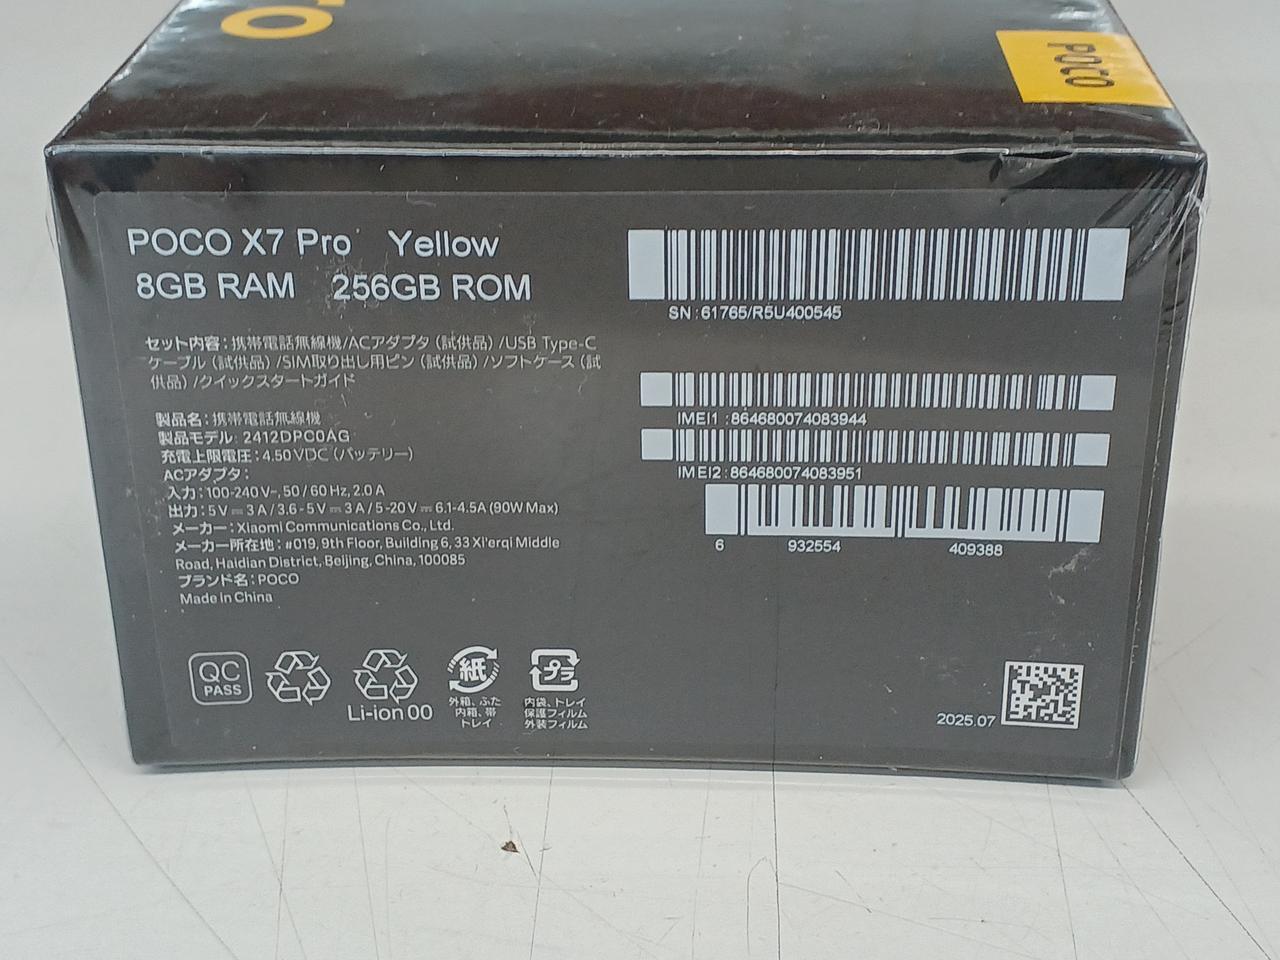 POCO
POCO X7 Pro Yellow
8GB RAM 256GB ROM
セット内容:携帯電話無線機/ACアダプタ(試供品)/USB Type-C
ケーブル(試供品)/SIM取り出し用ピン(試供品)/ソフトケース(試
供品)/クイックスタートガイド
製品名:携帯電話無線機
製品モデル: 2412DPC0AG
充電上限電圧:4.50VDC(バッテリー)
ACアダプタ:
入力:100-240V~, 50/60Hz, 2.0A
出力:5V⎓3A/3.6-5V⎓3A/5-20V⎓6.1-4.5A(90W Max)
メーカー:Xiaomi Communications Co., Ltd.
メーカー所在地:#019, 9th Floor, Building 6, 33 Xi'erqi Middle
Road, Haidian District, Beijing, China, 100085
ブランド名:POCO
Made in China
SN:61765/R5U400545
IMEI1:864680074083944
IMEI2:864680074083951
6 932554 409388
QC
PASS
Li-ion 00
紙
外箱、ふた
内箱、帯
トレイ
プラ
内袋、トレイ
保護フィルム
外装フィルム
2025.07